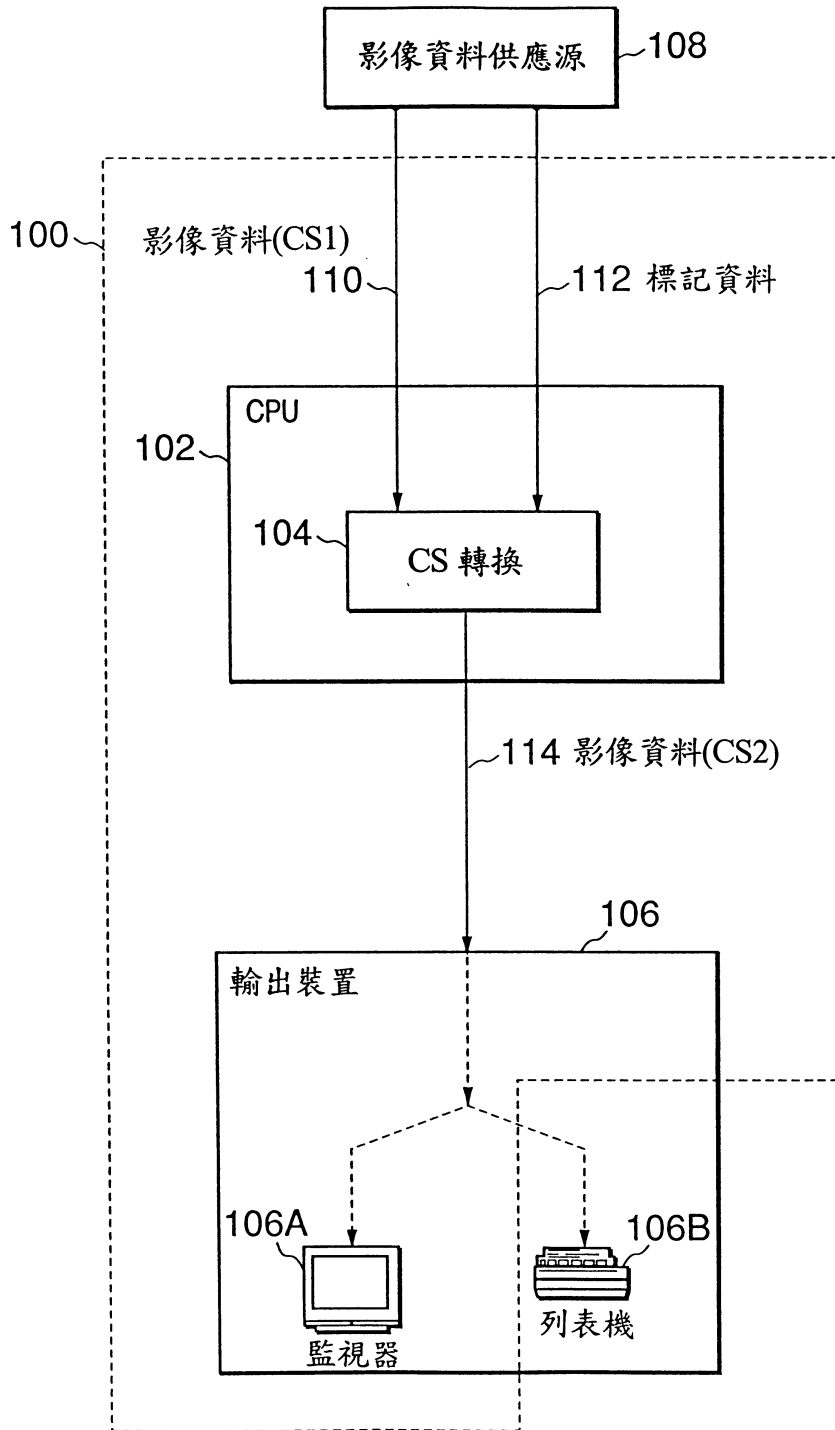 影像資料供應源
108
100
影像資料(CS1)
110
112 標記資料
CPU
102
104
CS 轉換
114 影像資料(CS2)
106
輸出裝置
106A
106B
監視器
列表機